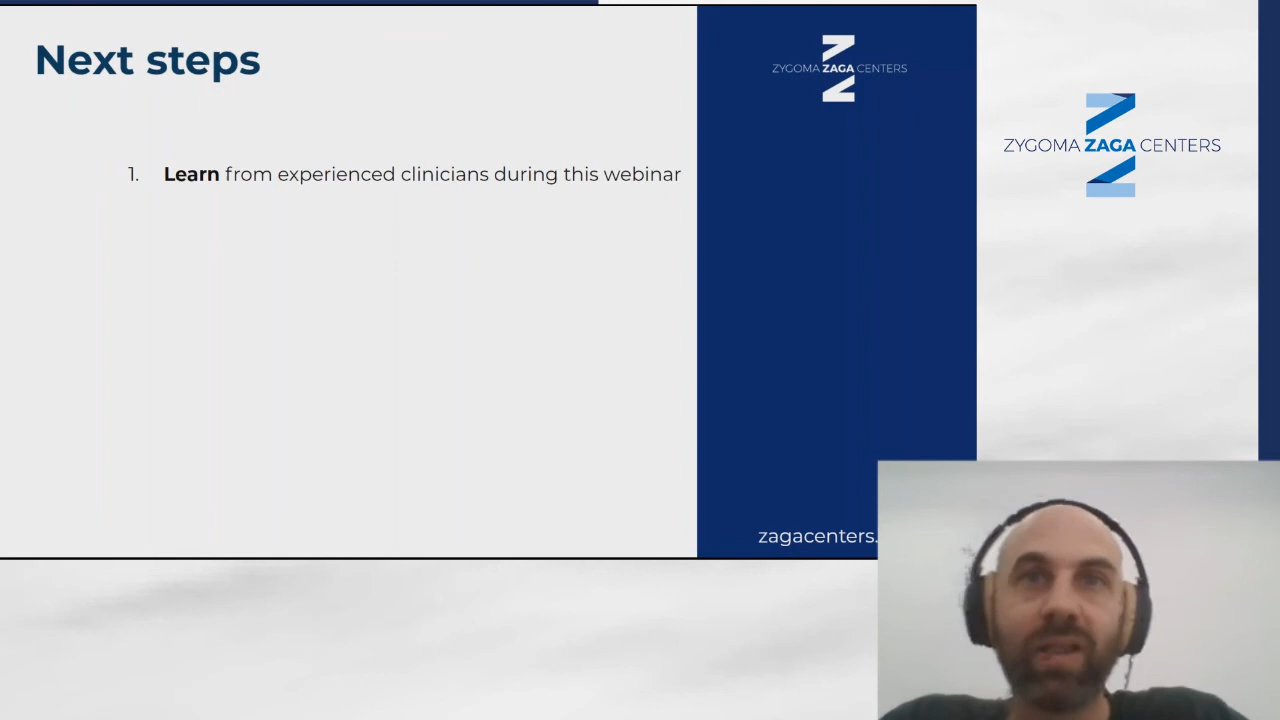 Next steps
1. Learn from experienced clinicians during this webinar
ZYGOMA ZAGA CENTERS
zagacenters.
ZYGOMA ZAGA CENTERS